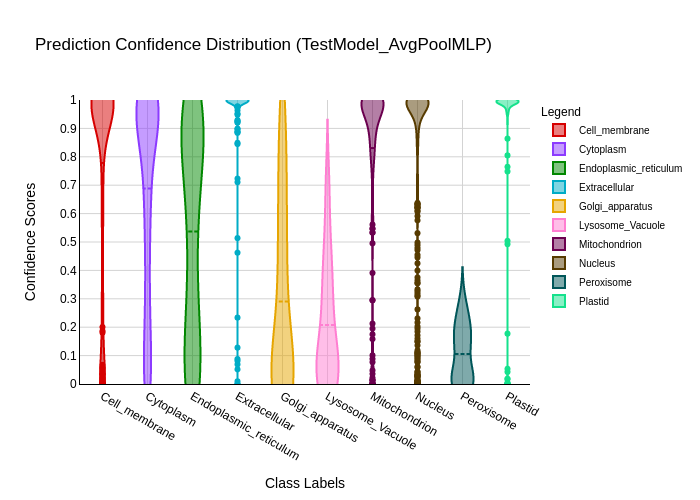 Prediction Confidence Distribution (TestModel_AvgPoolMLP)
Confidence Scores
1
0.9
0.8
0.7
0.6
0.5
0.4
0.3
0.2
0.1
0
Cell_membrane
Cytoplasm
Endoplasmic_reticulum
Extracellular
Golgi_apparatus
Lysosome_Vacuole
Mitochondrion
Nucleus
Peroxisome
Plastid
Class Labels
Legend
Cell_membrane
Cytoplasm
Endoplasmic_reticulum
Extracellular
Golgi_apparatus
Lysosome_Vacuole
Mitochondrion
Nucleus
Peroxisome
Plastid